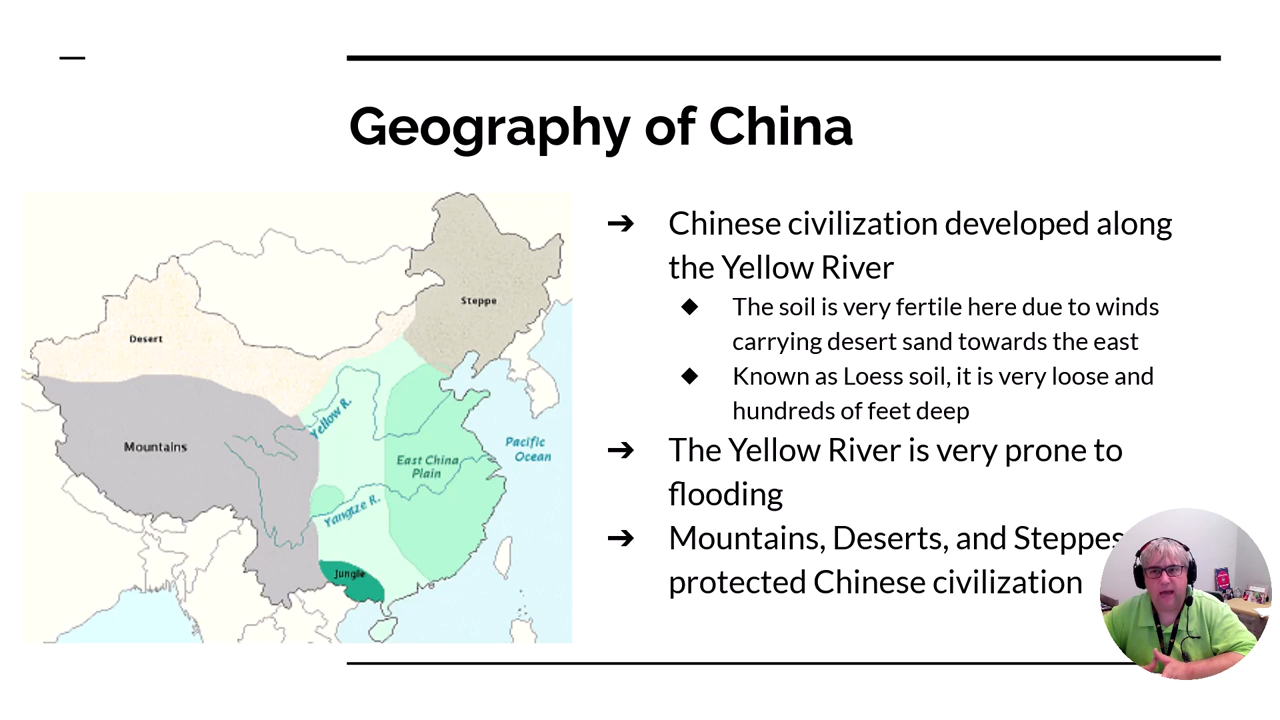 Geography of China
➔ Chinese civilization developed along
the Yellow River
◆ The soil is very fertile here due to winds
carrying desert sand towards the east
◆ Known as Loess soil, it is very loose and
hundreds of feet deep
➔ The Yellow River is very prone to
flooding
➔ Mountains, Deserts, and Steppes
protected Chinese civilization
Steppe
Desert
Yellow R.
Mountains
Pacific
Ocean
East China
Plain
Yangtze R.
Jungle